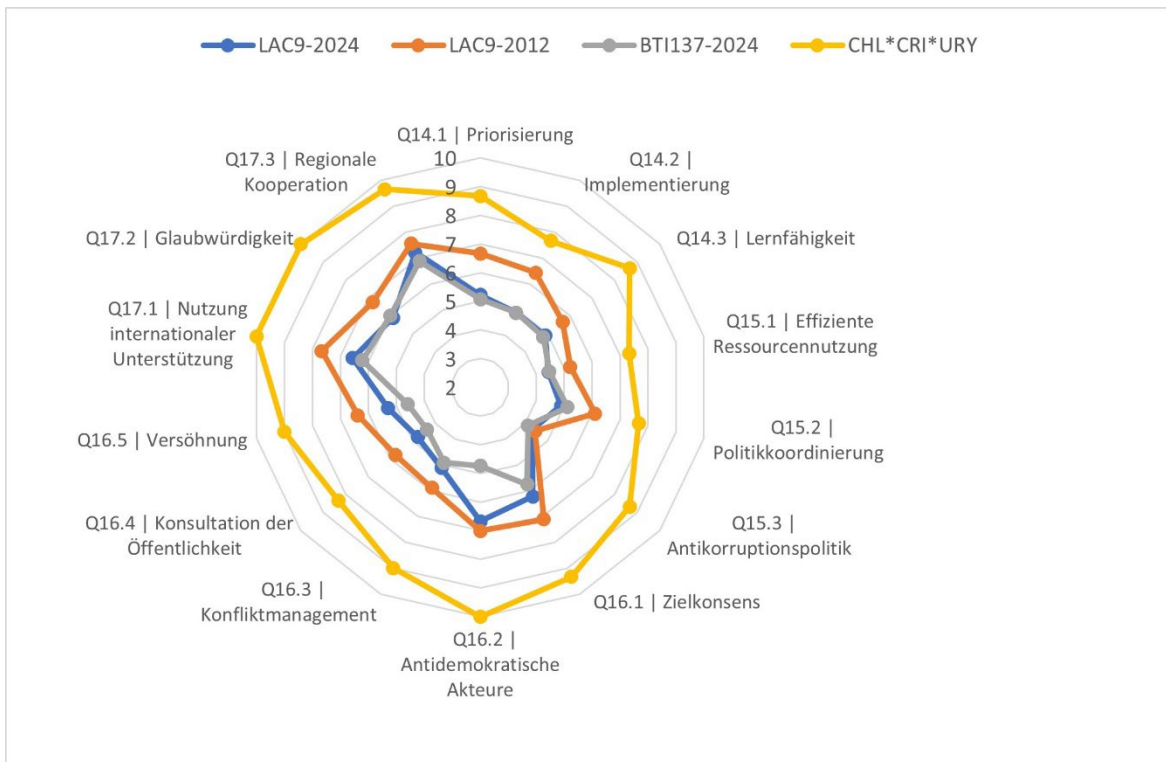 LAC9-2024 LAC9-2012 BTI137-2024 CHL*CRI*URY
Q14.1 | Priorisierung
Q14.2 |
Implementierung
Q14.3 | Lernfähigkeit
Q15.1 | Effiziente
Ressourcennutzung
Q15.2 |
Politikkoordinierung
Q15.3 |
Antikorruptionspolitik
Q16.1 | Zielkonsens
Q16.2 |
Antidemokratische
Akteure
Q16.3 |
Konfliktmanagement
Q16.4 | Konsultation der
Öffentlichkeit
Q16.5 | Versöhnung
Q17.1 | Nutzung
internationaler
Unterstützung
Q17.2 | Glaubwürdigkeit
Q17.3 | Regionale
Kooperation
10
9
8
7
6
5
4
3
2